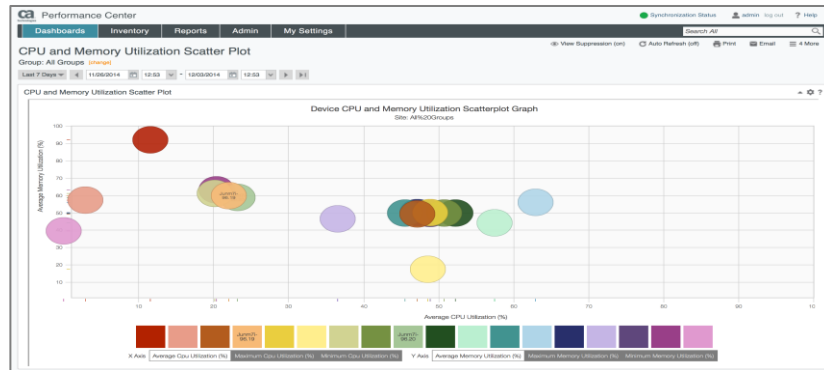 ca
technologies
Performance Center
Synchronization Status
admin
log out
? Help
Dashboards
Inventory
Reports
Admin
My Settings
Search All
CPU and Memory Utilization Scatter Plot
View Suppression (on)
Auto Refresh (off)
Print
Email
4 More
Group: All Groups (change)
Last 7 Days
11/26/2014
12:53
-
12/03/2014
12:53
CPU and Memory Utilization Scatter Plot
?
Device CPU and Memory Utilization Scatterplot Graph
Site: All%20Groups
Average Memory Utilization (%)
100
90
80
70
60
50
40
30
20
10
10
20
30
40
50
60
70
80
90
10
Average CPU Utilization (%)
X Axis
Average Cpu Utilization (%)
Maximum Cpu Utilization (%)
Minimum Cpu Utilization (%)
Y Axis
Average Memory Utilization (%)
Maximum Memory Utilization (%)
Minimum Memory Utilization (%)